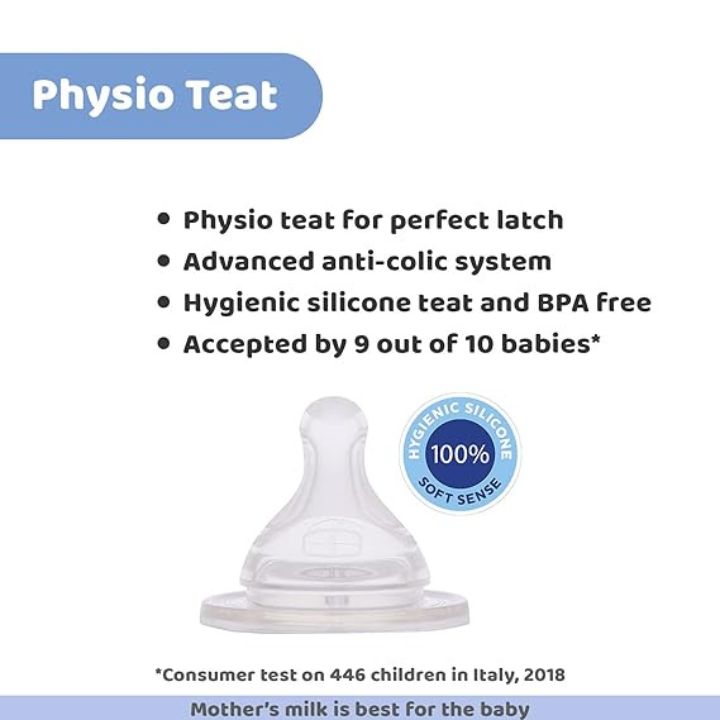 Physio Teat
• Physio teat for perfect latch
• Advanced anti-colic system
• Hygienic silicone teat and BPA free
• Accepted by 9 out of 10 babies*
HYGIENIC SILICONE
100%
SOFT SENSE
*Consumer test on 446 children in Italy, 2018
Mother's milk is best for the baby